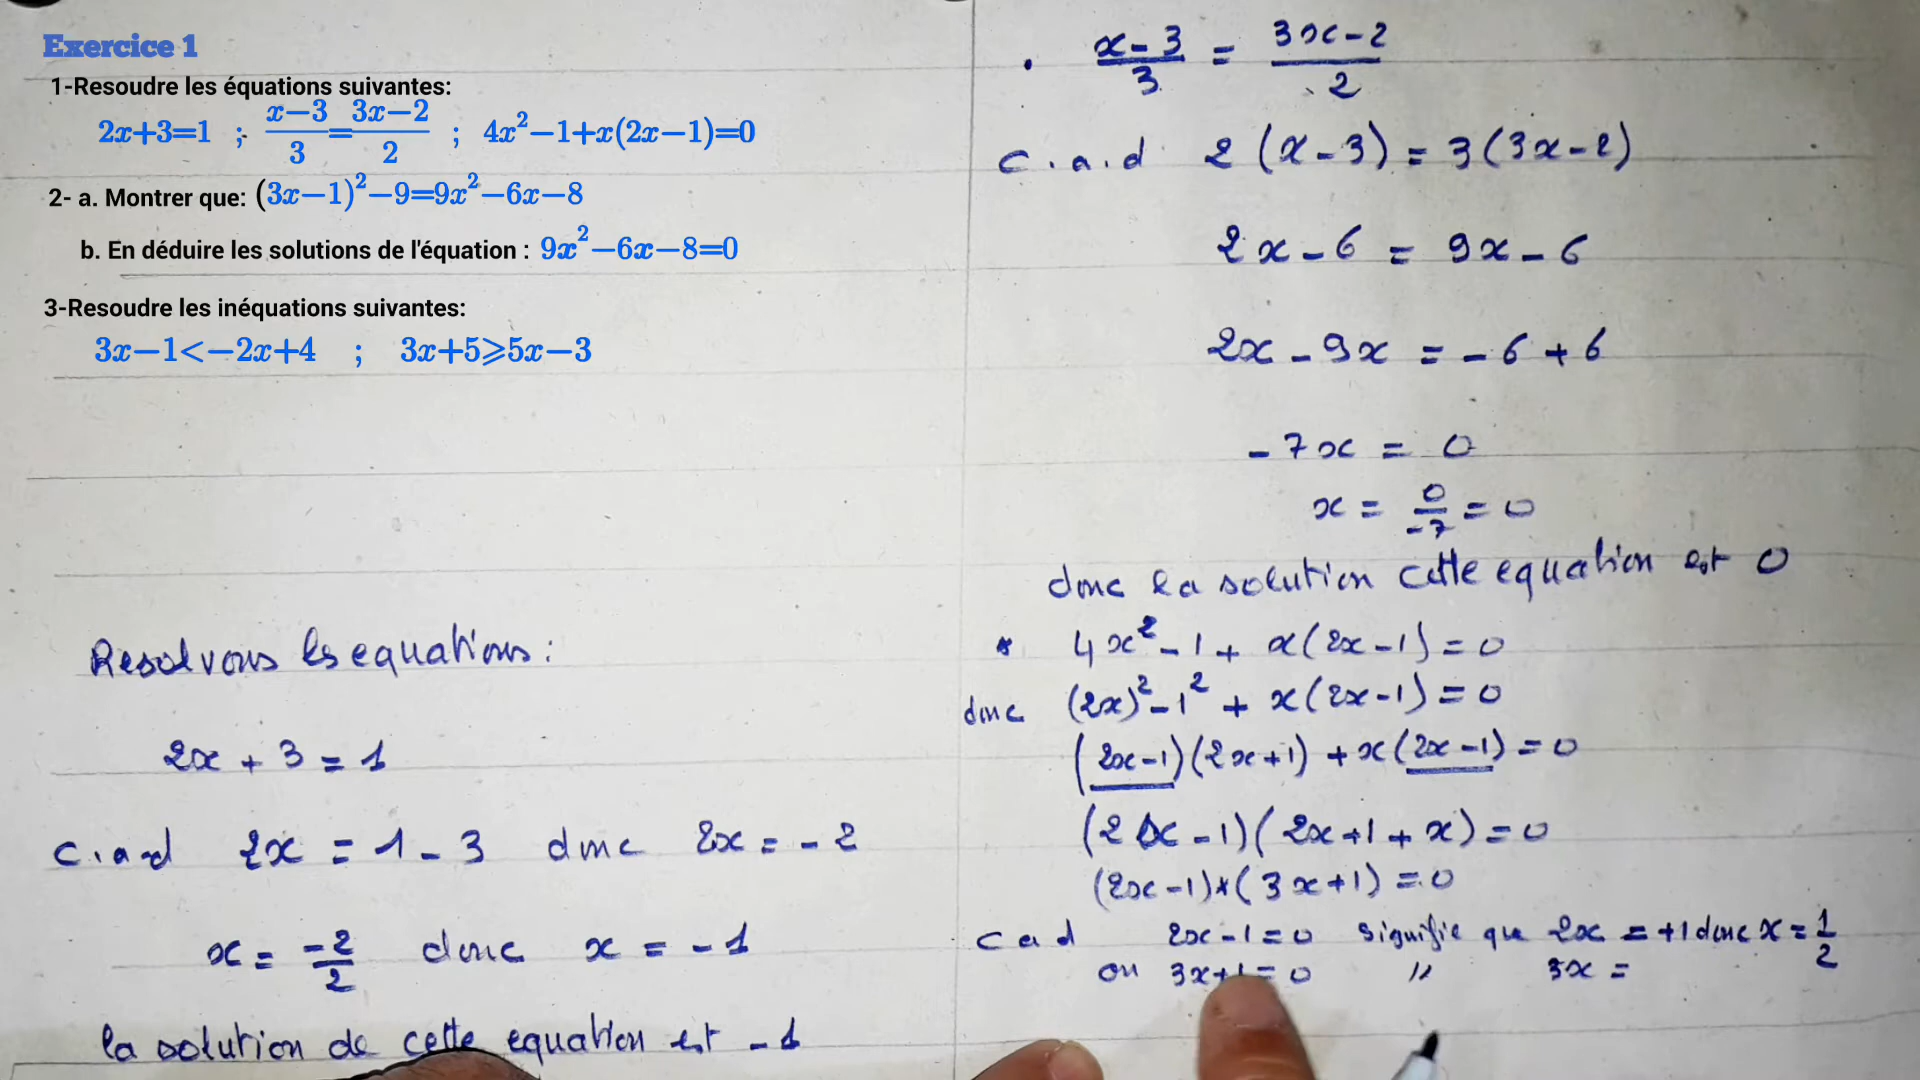 Exercice 1
1-Resoudre les équations suivantes:
2x+3=1 ; (x-3)/3=(3x-2)/2 ; 4x²-1+x(2x-1)=0
2- a. Montrer que: (3x-1)²-9=9x²-6x-8
b. En déduire les solutions de l'équation : 9x²-6x-8=0
3-Resoudre les inéquations suivantes:
3x-1<-2x+4 ; 3x+5⩾5x-3
Resolvons les equations:
2x + 3 = 1
c.a.d 2x = 1 - 3 donc 2x = - 2
x = -2/2 donc x = - 1
la solution de cette equation est - 1
. (x-3)/3 = (3x-2)/2
c.a.d 2(x-3) = 3(3x-2)
2x - 6 = 9x - 6
2x - 9x = - 6 + 6
- 7x = 0
x = 0/-7 = 0
donc la solution cette equation est 0
* 4x² - 1 + x(2x-1) = 0
donc (2x)² - 1² + x(2x-1) = 0
(2x-1)(2x+1) + x(2x-1) = 0
(2x-1)(2x+1+x) = 0
(2x-1)*(3x+1) = 0
c a d 2x-1=0 signifie que 2x = +1 donc x = 1/2
ou 3x+1=0 " 3x =